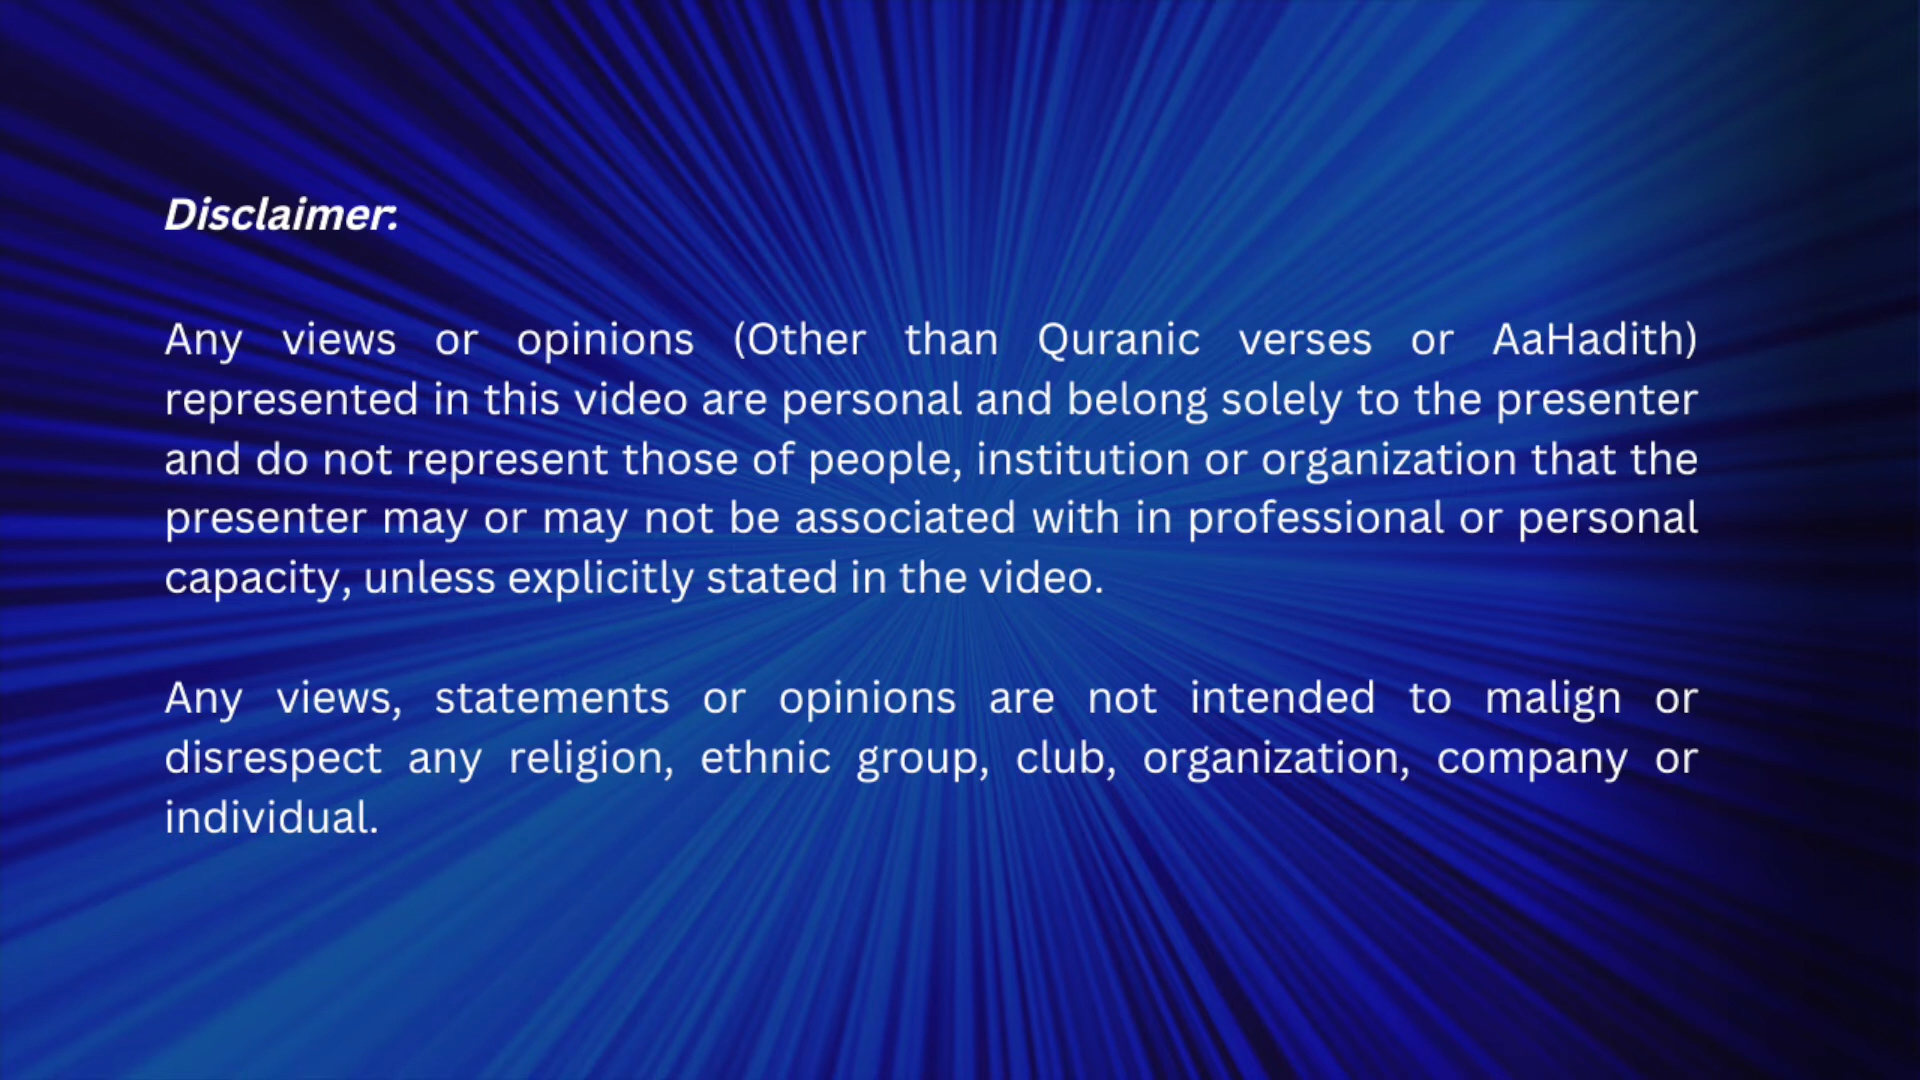 Disclaimer:
Any views or opinions (Other than Quranic verses or AaHadith)
represented in this video are personal and belong solely to the presenter
and do not represent those of people, institution or organization that the
presenter may or may not be associated with in professional or personal
capacity, unless explicitly stated in the video.
Any views, statements or opinions are not intended to malign or
disrespect any religion, ethnic group, club, organization, company or
individual.